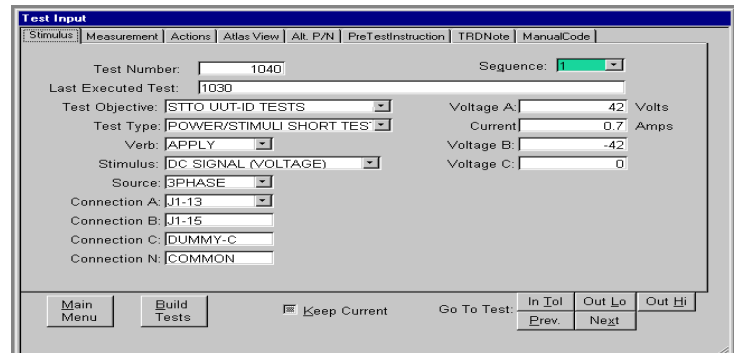 Test Input
Stimulus Measurement Actions Atlas View Alt. P/N PreTestInstruction TRDNote ManualCode
Test Number: 1040 Sequence: 1
Last Executed Test: 1030
Test Objective: STTO UUT-ID TESTS Voltage A: 42 Volts
Test Type: POWER/STIMULI SHORT TES Current 0.7 Amps
Verb: APPLY Voltage B: -42
Stimulus: DC SIGNAL (VOLTAGE) Voltage C: 0
Source: 3PHASE
Connection A: J1-13
Connection B: J1-15
Connection C: DUMMY-C
Connection N: COMMON
Main Menu Build Tests Keep Current Go To Test: In Tol Out Lo Out Hi
Prev. Next